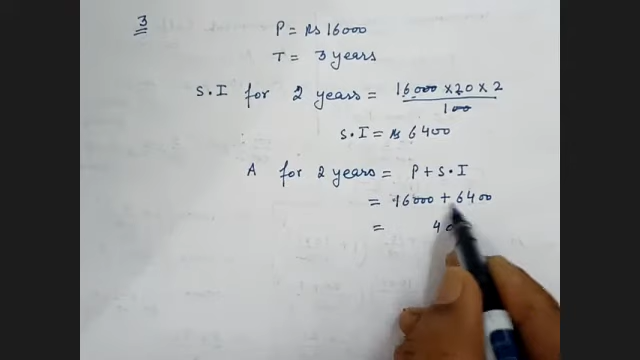 3
P = Rs 16000
T = 3 years
S.I for 2 years = 16000 × 20 × 2
100
S.I = Rs 6400
A for 2 years = P + S.I
= 16000 + 6400
= 40